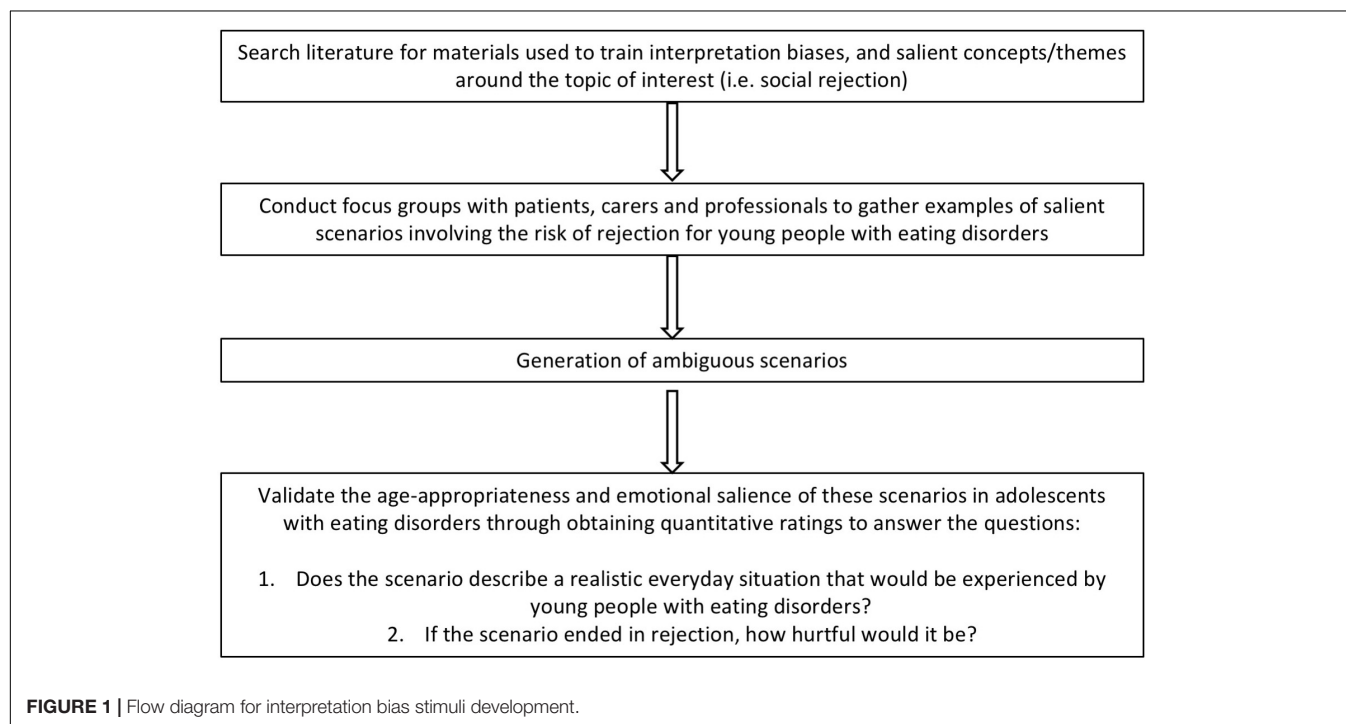 Search literature for materials used to train interpretation biases, and salient concepts/themes
around the topic of interest (i.e. social rejection)
Conduct focus groups with patients, carers and professionals to gather examples of salient
scenarios involving the risk of rejection for young people with eating disorders
Generation of ambiguous scenarios
Validate the age-appropriateness and emotional salience of these scenarios in adolescents
with eating disorders through obtaining quantitative ratings to answer the questions:
1. Does the scenario describe a realistic everyday situation that would be experienced by
young people with eating disorders?
2. If the scenario ended in rejection, how hurtful would it be?
FIGURE 1 | Flow diagram for interpretation bias stimuli development.